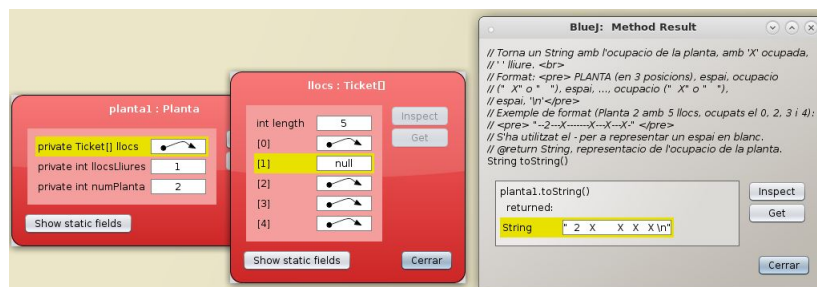 planta1 : Planta
private Ticket[] llocs
private int llocsLliures 1
private int numPlanta 2
Show static fields
llocs : Ticket[]
int length 5
[0]
[1] null
[2]
[3]
[4]
Inspect
Get
Show static fields
Cerrar
BlueJ: Method Result
// Torna un String amb l'ocupacio de la planta, amb 'X' ocupada,
// ' ' lliure. <br>
// Format: <pre> PLANTA (en 3 posicions), espai, ocupacio
// (" X" o "  "), espai, ..., ocupacio (" X" o "  "),
// espai, '\n'</pre>
// Exemple de format (Planta 2 amb 5 llocs, ocupats el 0, 2, 3 i 4):
// <pre> "--2---X-------X---X--X-" </pre>
// S'ha utilitzat el - per a representar un espai en blanc.
// @return String, representacio de l'ocupacio de la planta.
String toString()
planta1.toString()
returned:
String "  2   X       X   X   X \n"
Inspect
Get
Cerrar